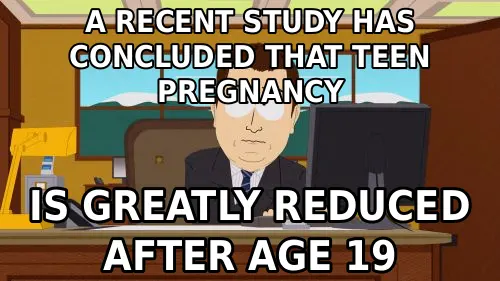 A RECENT STUDY HAS
CONCLUDED THAT TEEN
PREGNANCY
IS GREATLY REDUCED
AFTER AGE 19